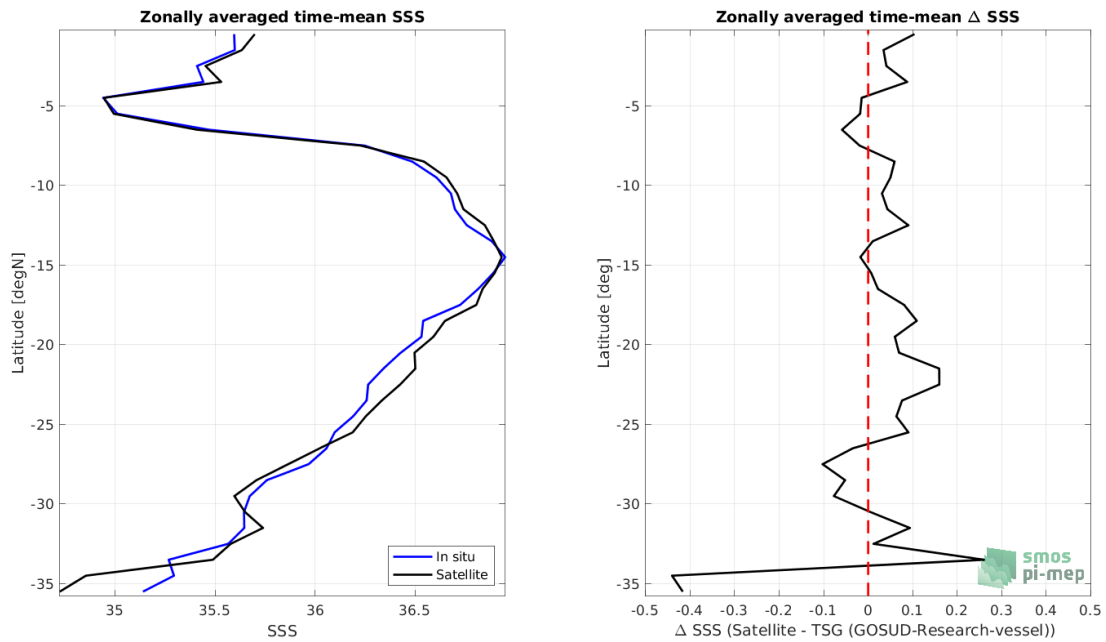 Zonally averaged time-mean SSS
-5
-10
-15
-20
-25
-30
-35
Latitude [degN]
35
35.5
36
36.5
SSS
In situ
Satellite
Zonally averaged time-mean Δ SSS
-5
-10
-15
-20
-25
-30
-35
Latitude [deg]
-0.5
-0.4
-0.3
-0.2
-0.1
0
0.1
0.2
0.3
0.4
0.5
Δ SSS (Satellite - TSG (GOSUD-Research-vessel))
smos
pi-mep